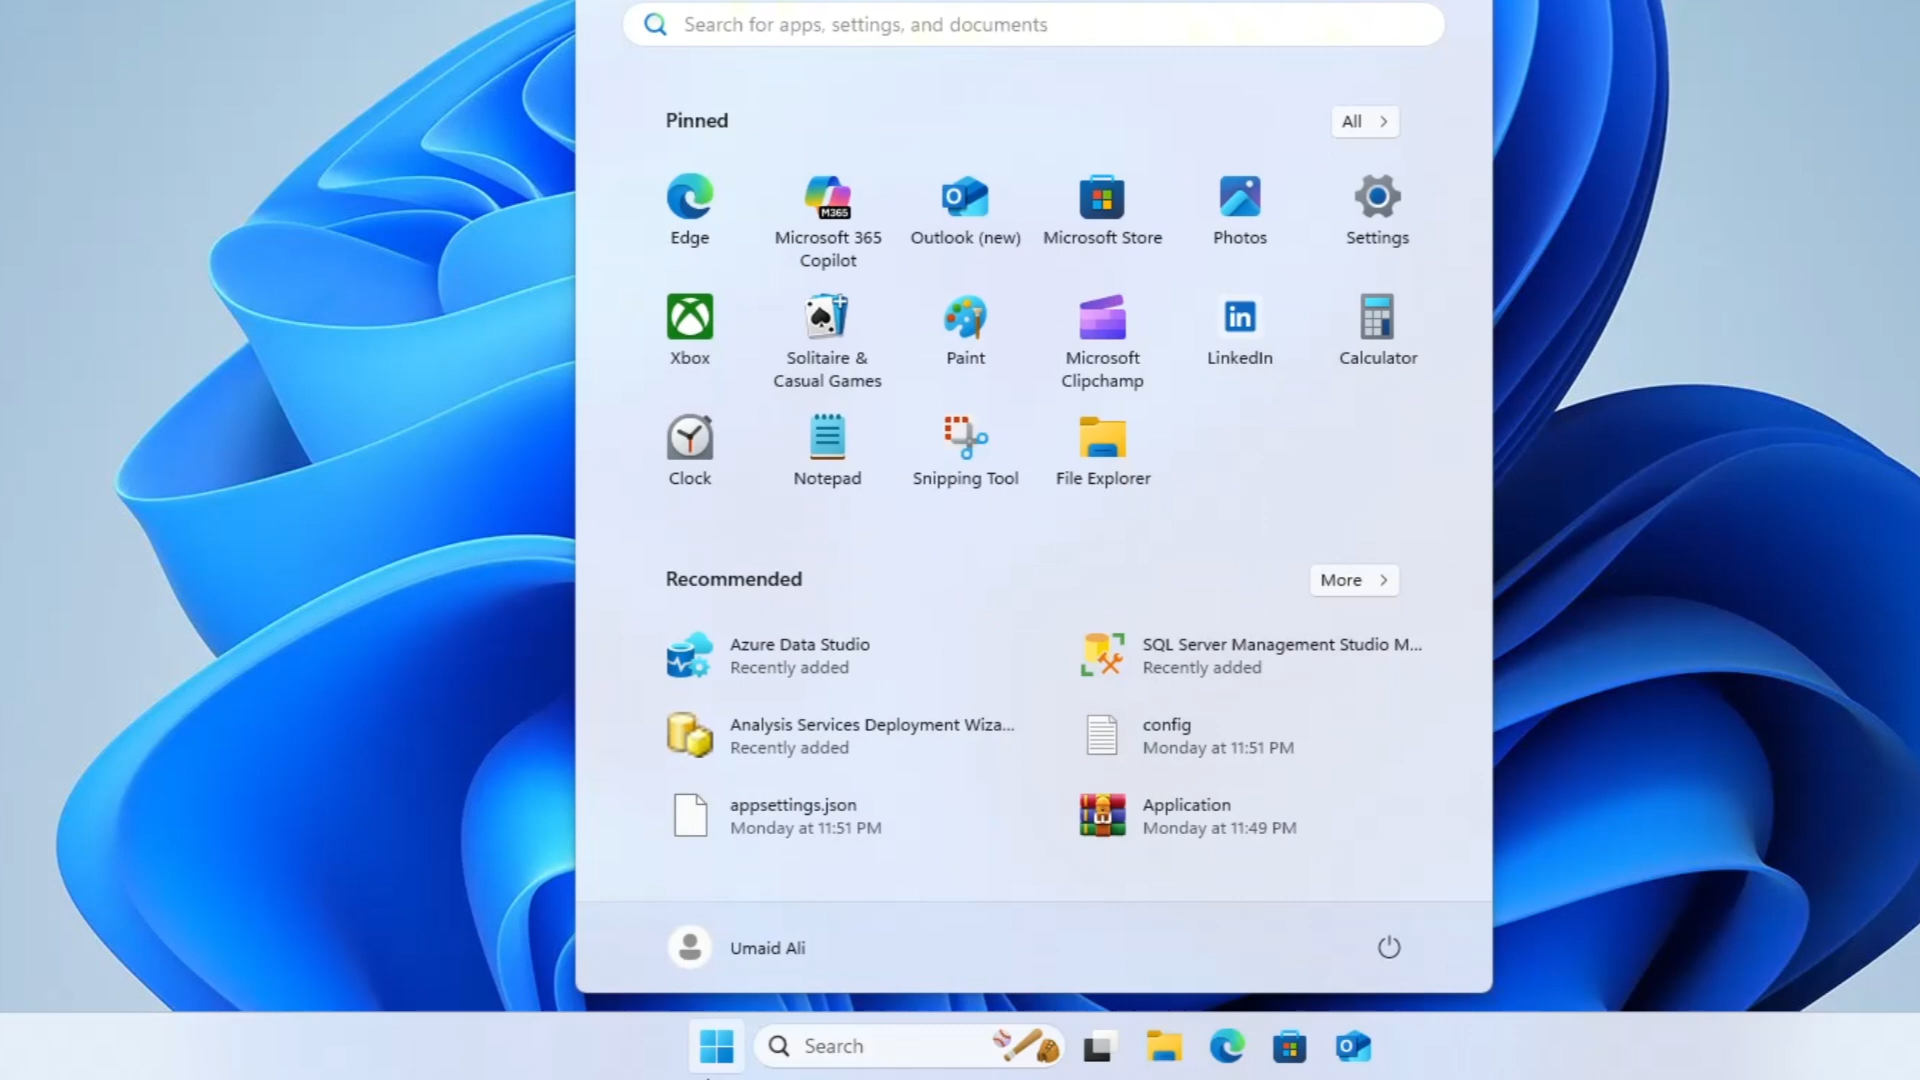 Search for apps, settings, and documents
Pinned
All
Edge
Microsoft 365
Copilot
Outlook (new)
Microsoft Store
Photos
Settings
M365
Xbox
Solitaire &
Casual Games
Paint
Microsoft
Clipchamp
LinkedIn
Calculator
in
Clock
Notepad
Snipping Tool
File Explorer
Recommended
More
Azure Data Studio
Recently added
SQL Server Management Studio M...
Recently added
Analysis Services Deployment Wiza...
Recently added
config
Monday at 11:51 PM
appsettings.json
Monday at 11:51 PM
Application
Monday at 11:49 PM
Umaid Ali
Search